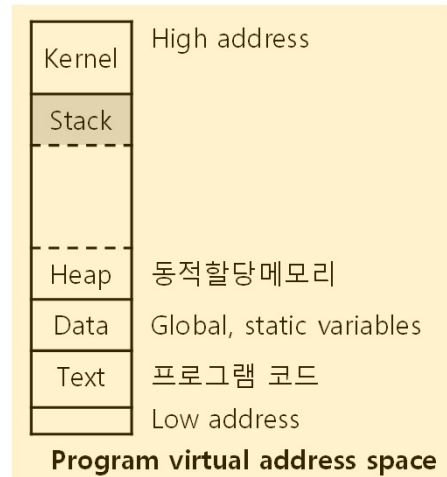 Kernel High address
Stack
Heap 동적할당메모리
Data Global, static variables
Text 프로그램 코드
Low address
Program virtual address space